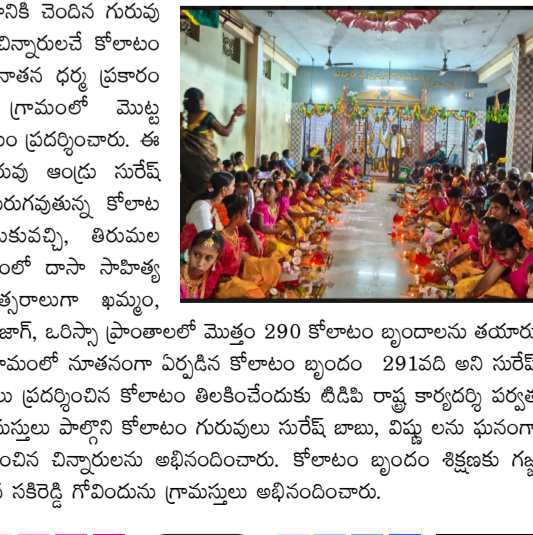 ానికి చెందిన గురువు
చిన్నారులచే కోలాటం
నాతన ధర్మ ప్రకారం
గ్రామంలో మొట్ట
ం ప్రదర్శించారు. ఈ
రువు ఆండ్రు సురేష్
రుగవుతున్న కోలాట
ుకువచ్చి, తిరుమల
ంలో దాసా సాహిత్య
త్సరాలుగా ఖమ్మం,
జాగ్, ఒరిస్సా ప్రాంతాలలో మొత్తం 290 కోలాటం బృందాలను తయారు
ామంలో నూతనంగా ఏర్పడిన కోలాటం బృందం 291వది అని సురేష్
లు ప్రదర్శించిన కోలాటం తిలకించేందుకు టిడిపి రాష్ట్ర కార్యదర్శి పర్వత
మస్తులు పాల్గొని కోలాటం గురువులు సురేష్ బాబు, విష్ణు లను ఘనంగా
ించిన చిన్నారులను అభినందించారు. కోలాటం బృందం శిక్షణకు గజ్జ
సకిరెడ్డి గోవిందును గ్రామస్తులు అభినందించారు.